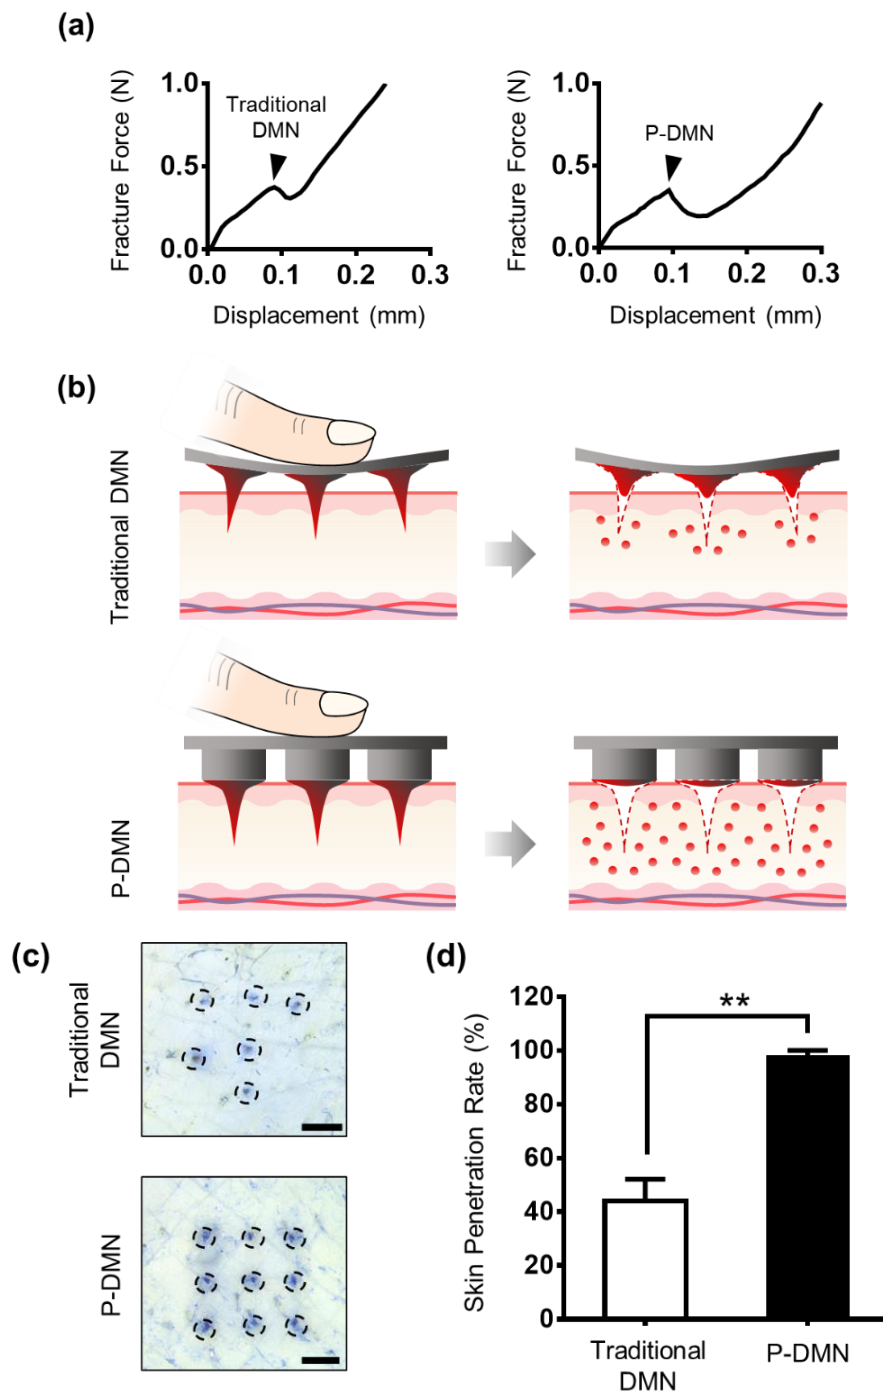 (a)
Fracture Force (N)
1.0
0.5
0.0
Traditional
DMN
0.0 0.1 0.2 0.3
Displacement (mm)
Fracture Force (N)
1.0
0.5
0.0
P-DMN
0.0 0.1 0.2 0.3
Displacement (mm)
(b)
Traditional DMN
P-DMN
(c)
Traditional
DMN
P-DMN
(d)
Skin Penetration Rate (%)
120
100
80
60
40
20
0
**
Traditional
DMN
P-DMN